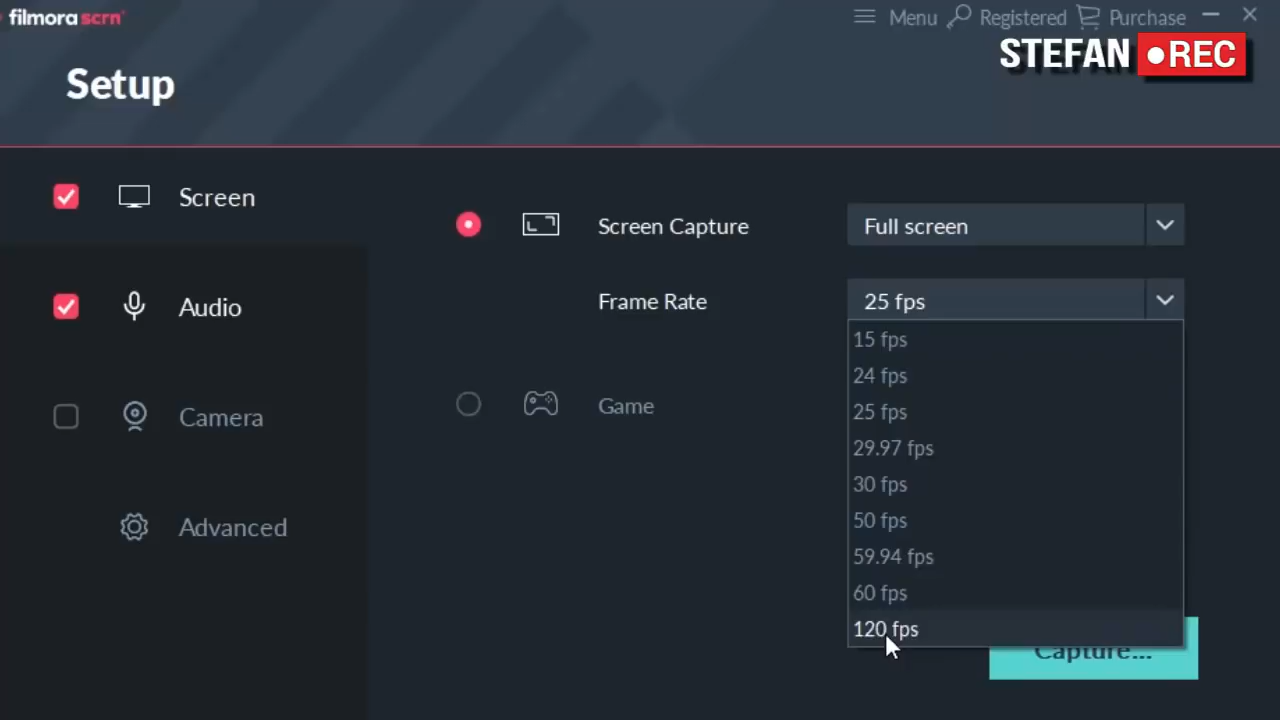 filmora scrn
Menu Registered Purchase
STEFAN REC
Setup
Screen
Screen Capture Full screen
Frame Rate 25 fps
Audio
15 fps
24 fps
Game
Camera
25 fps
29.97 fps
30 fps
50 fps
Advanced
59.94 fps
60 fps
120 fps
Capture...